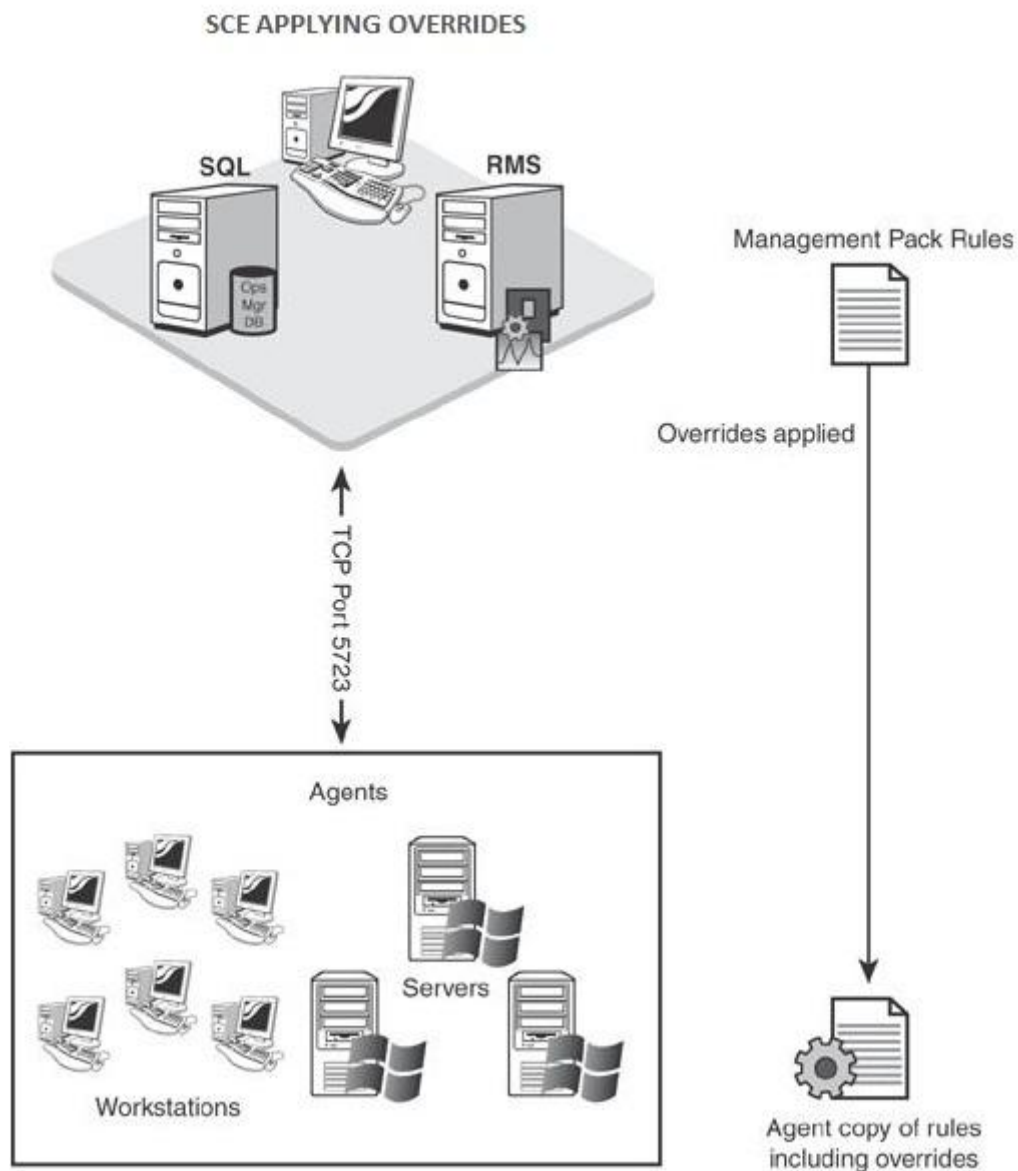 SCE APPLYING OVERRIDES
SQL
RMS
Ops
Mgr
DB
Management Pack Rules
Overrides applied
TCP Port 5723
Agents
Servers
Workstations
Agent copy of rules
including overrides